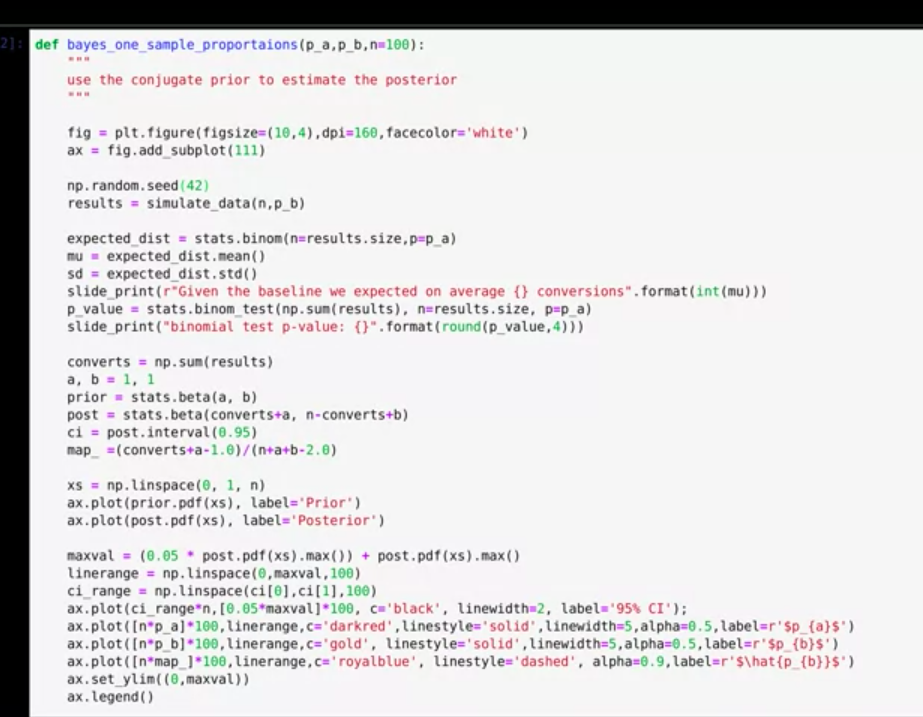 2]: def bayes_one_sample_proportaions(p_a,p_b,n=100):
"""
use the conjugate prior to estimate the posterior
"""
fig = plt.figure(figsize=(10,4),dpi=160,facecolor='white')
ax = fig.add_subplot(111)
np.random.seed(42)
results = simulate_data(n,p_b)
expected_dist = stats.binom(n=results.size,p=p_a)
mu = expected_dist.mean()
sd = expected_dist.std()
slide_print(r"Given the baseline we expected on average {} conversions".format(int(mu)))
p_value = stats.binom_test(np.sum(results), n=results.size, p=p_a)
slide_print("binomial test p-value: {}".format(round(p_value,4)))
converts = np.sum(results)
a, b = 1, 1
prior = stats.beta(a, b)
post = stats.beta(converts+a, n-converts+b)
ci = post.interval(0.95)
map_ =(converts+a-1.0)/(n+a+b-2.0)
xs = np.linspace(0, 1, n)
ax.plot(prior.pdf(xs), label='Prior')
ax.plot(post.pdf(xs), label='Posterior')
maxval = (0.05 * post.pdf(xs).max()) + post.pdf(xs).max()
linerange = np.linspace(0,maxval,100)
ci_range = np.linspace(ci[0],ci[1],100)
ax.plot(ci_range*n,[0.05*maxval]*100, c='black', linewidth=2, label='95% CI');
ax.plot([n*p_a]*100,linerange,c='darkred',linestyle='solid',linewidth=5,alpha=0.5,label=r'$p_{a}$')
ax.plot([n*p_b]*100,linerange,c='gold', linestyle='solid',linewidth=5,alpha=0.5,label=r'$p_{b}$')
ax.plot([n*map_]*100,linerange,c='royalblue', linestyle='dashed', alpha=0.9,label=r'$\hat{p_{b}}$')
ax.set_ylim((0,maxval))
ax.legend()